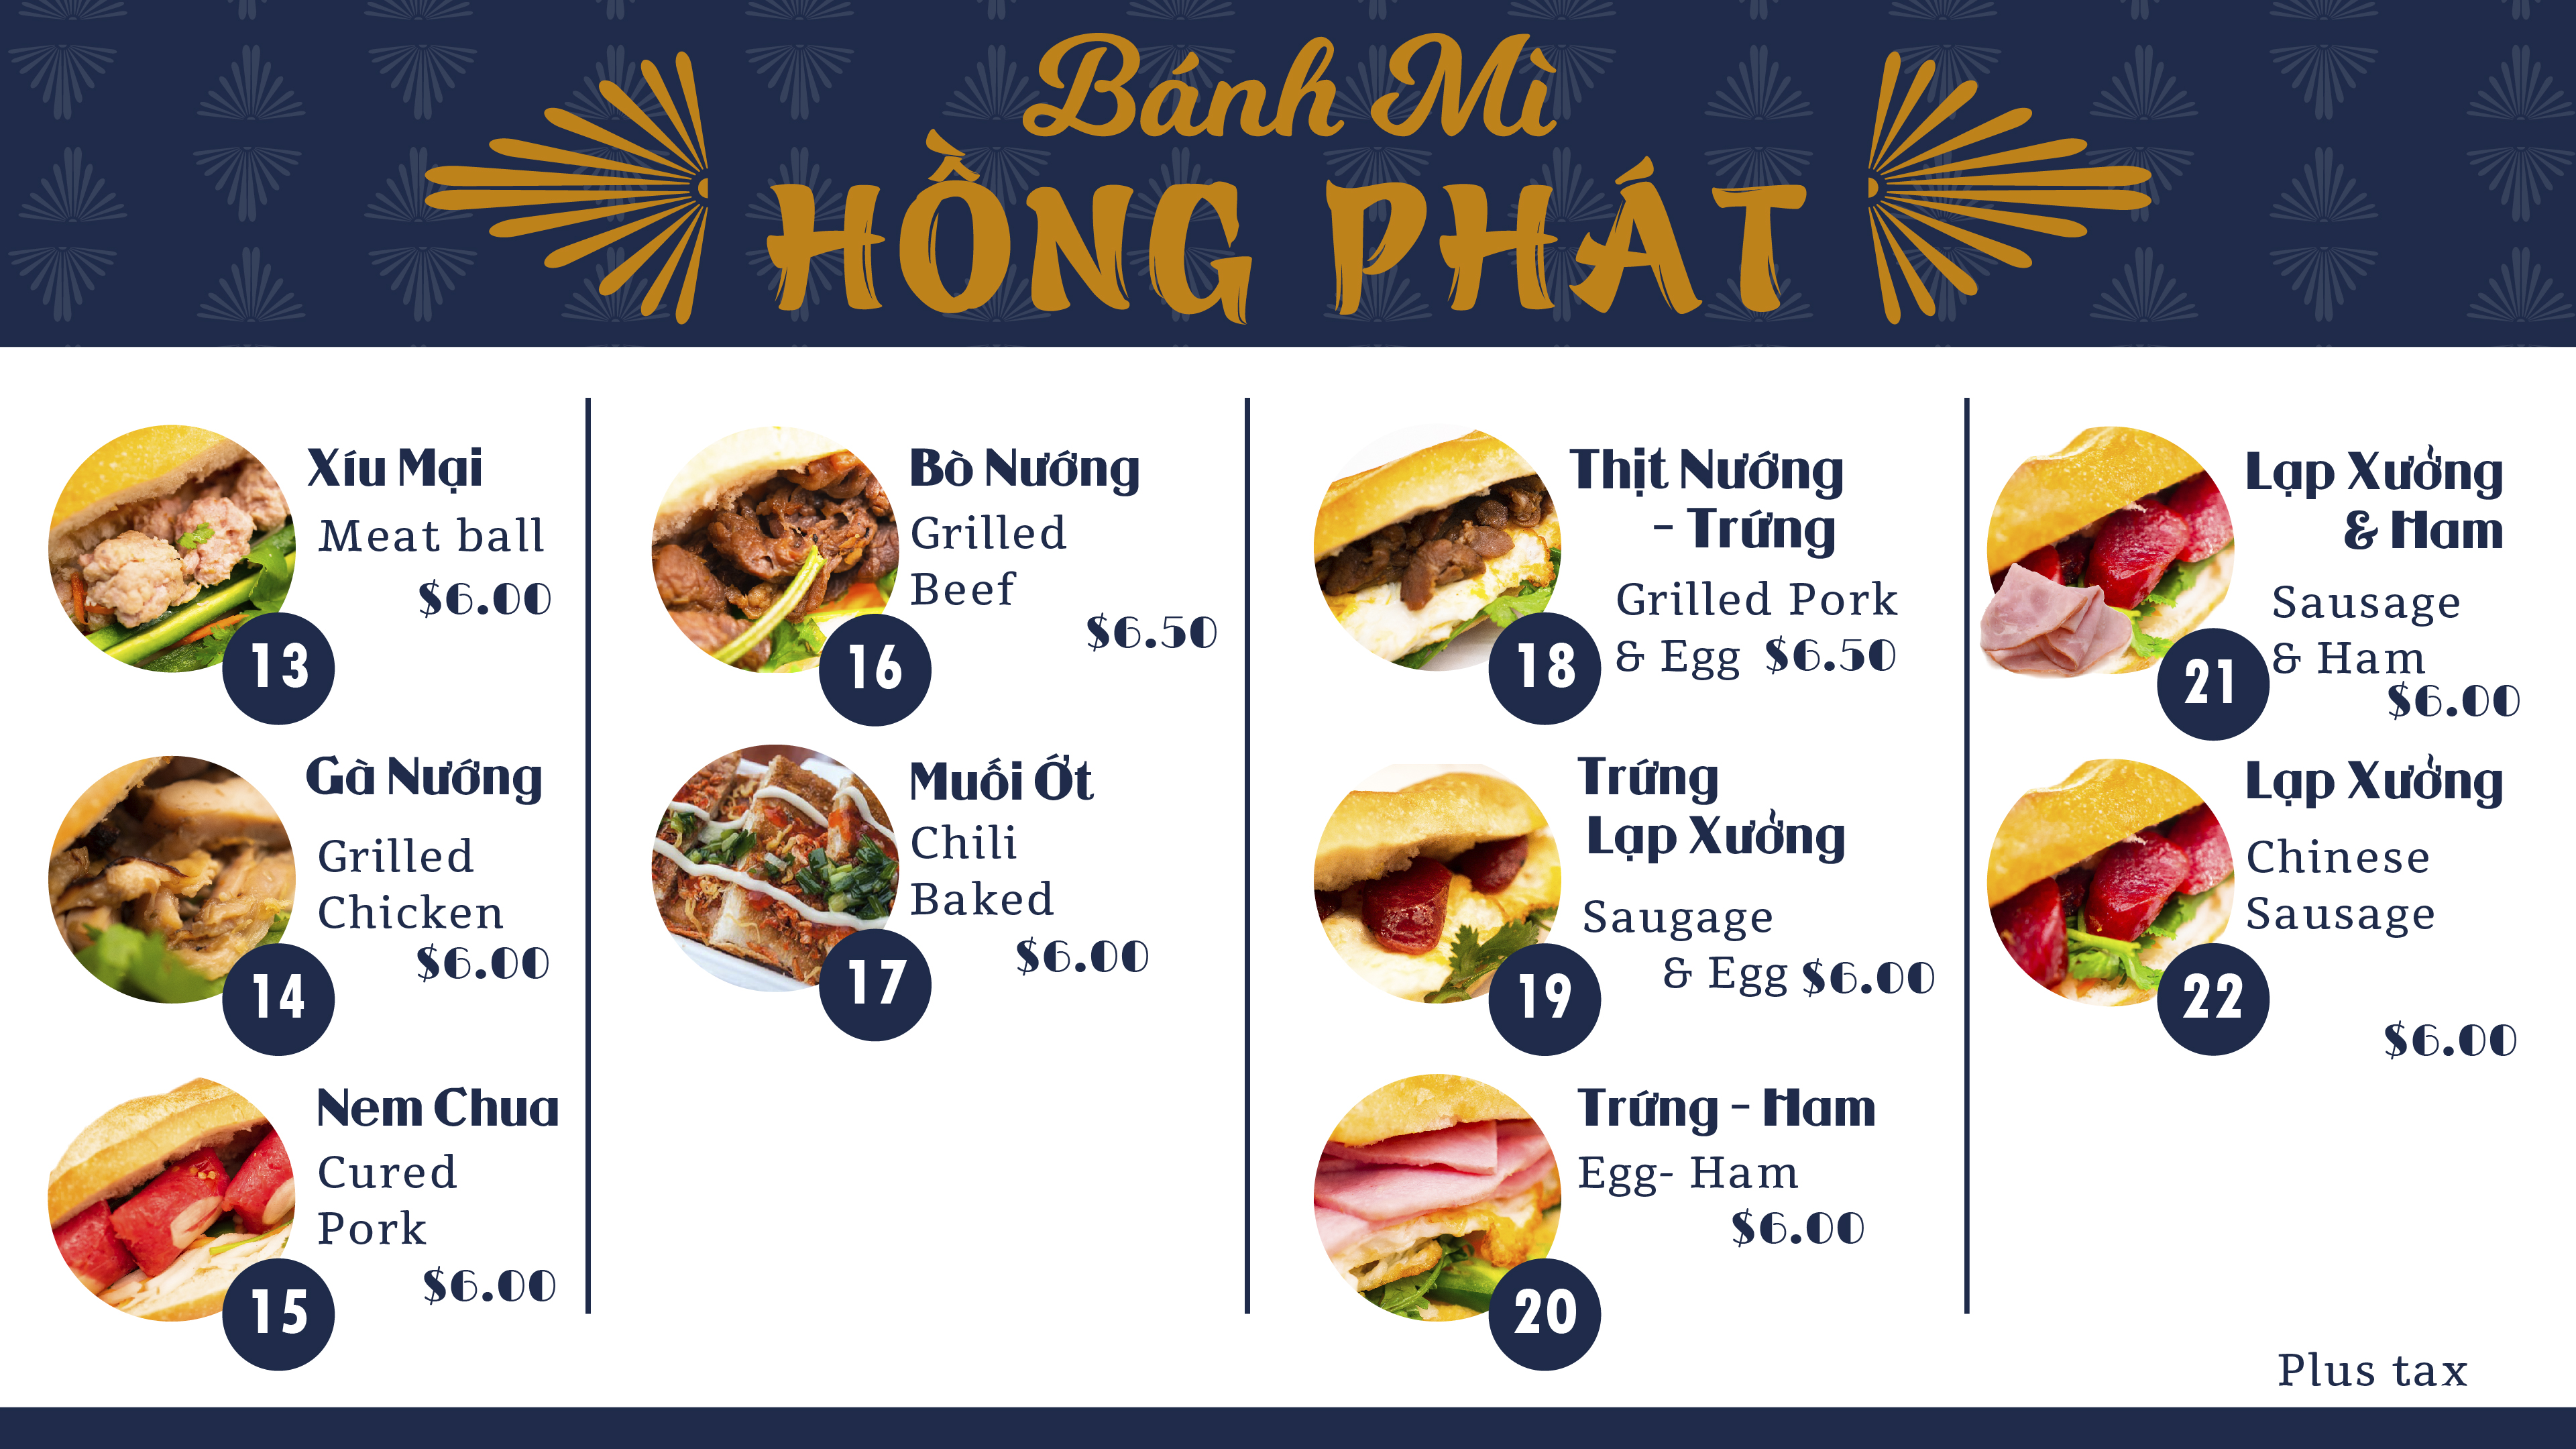 Bánh Mì
HỒNG PHÁT
Xíu Mại
Meat ball
$6.00
13
Gà Nướng
Grilled
Chicken
$6.00
14
Nem Chua
Cured
Pork
$6.00
15
Bò Nướng
Grilled
Beef
$6.50
16
Muối Ớt
Chili
Baked
$6.00
17
Thịt Nướng
- Trứng
Grilled Pork
& Egg $6.50
18
Trứng
Lạp Xưởng
Saugage
& Egg $6.00
19
Trứng - Ham
Egg- Ham
$6.00
20
Lạp Xưởng
& Ham
Sausage
& Ham
$6.00
21
Lạp Xưởng
Chinese
Sausage
$6.00
22
Plus tax